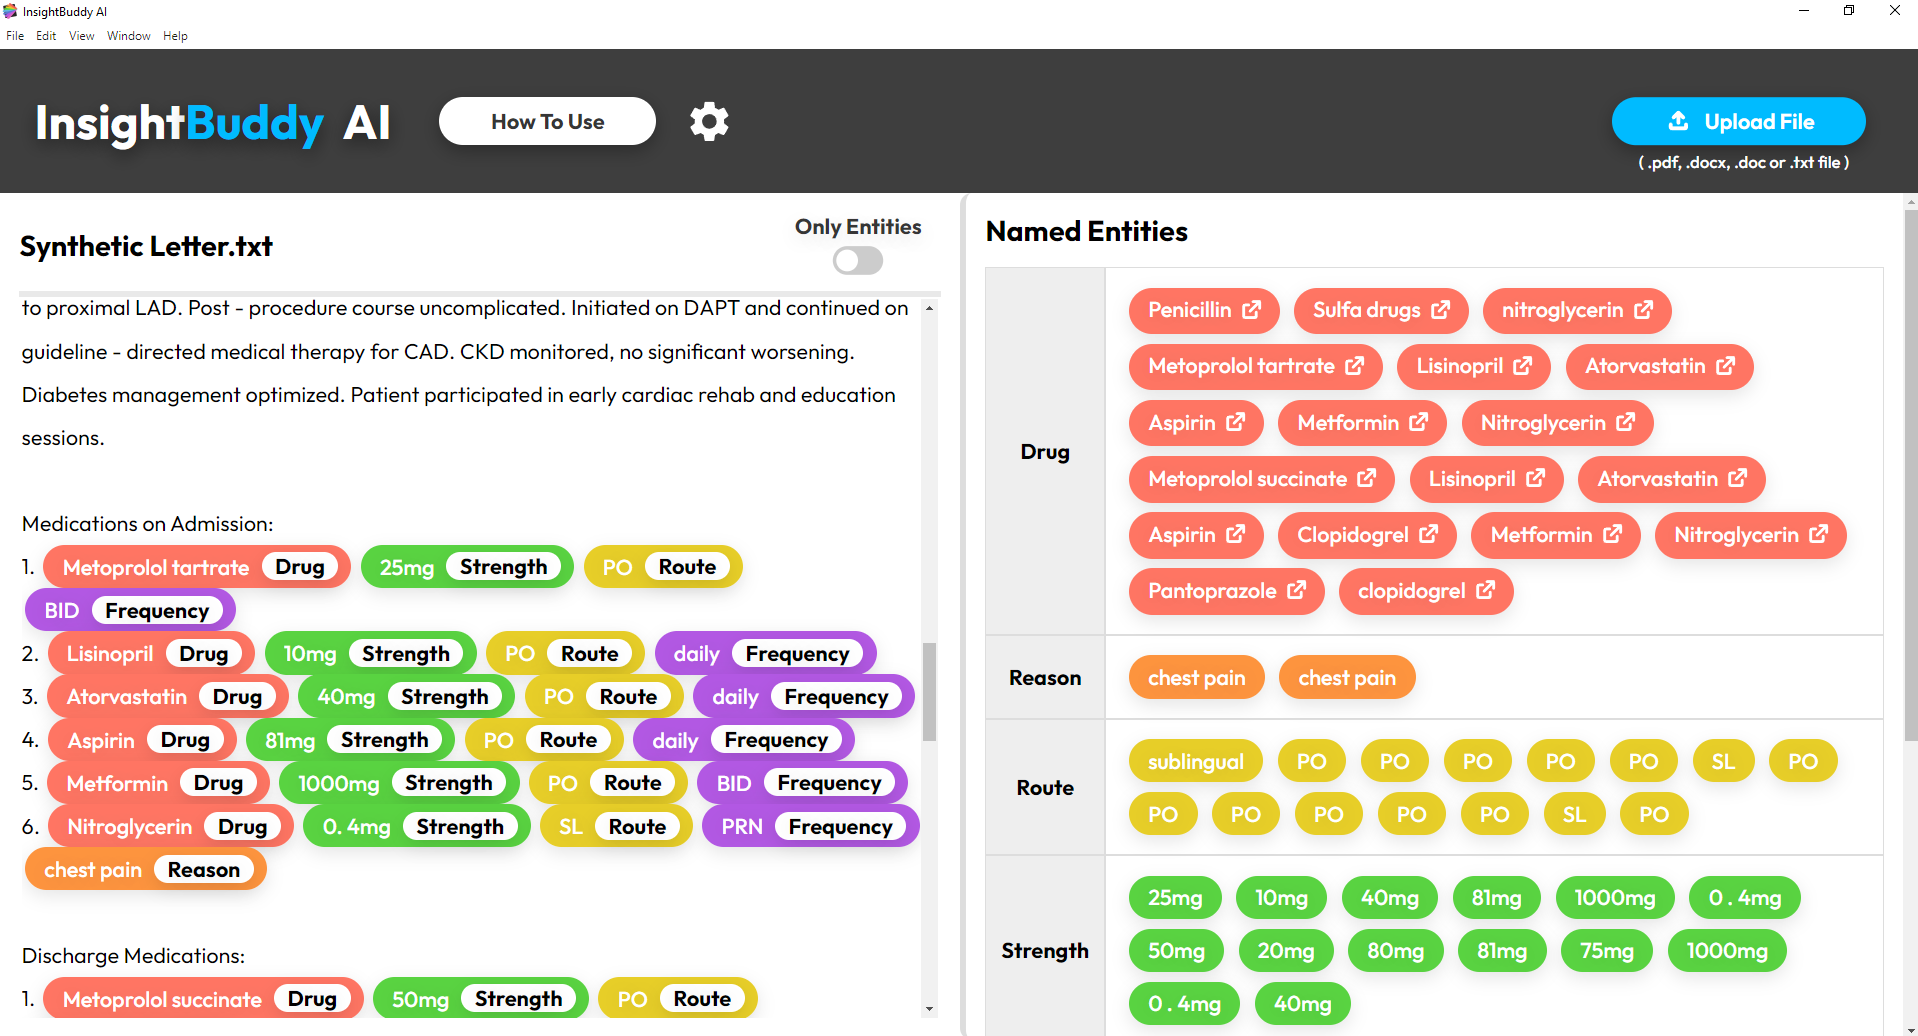 InsightBuddy AI
File Edit View Window Help
InsightBuddy AI
How To Use
Upload File
( .pdf, .docx, .doc or .txt file )
Synthetic Letter.txt
Only Entities
to proximal LAD. Post - procedure course uncomplicated. Initiated on DAPT and continued on
guideline - directed medical therapy for CAD. CKD monitored, no significant worsening.
Diabetes management optimized. Patient participated in early cardiac rehab and education
sessions.
Medications on Admission:
1. Metoprolol tartrate Drug 25mg Strength PO Route
BID Frequency
2. Lisinopril Drug 10mg Strength PO Route daily Frequency
3. Atorvastatin Drug 40mg Strength PO Route daily Frequency
4. Aspirin Drug 81mg Strength PO Route daily Frequency
5. Metformin Drug 1000mg Strength PO Route BID Frequency
6. Nitroglycerin Drug 0. 4mg Strength SL Route PRN Frequency
chest pain Reason
Discharge Medications:
1. Metoprolol succinate Drug 50mg Strength PO Route
Named Entities
Drug
Penicillin Sulfa drugs nitroglycerin
Metoprolol tartrate Lisinopril Atorvastatin
Aspirin Metformin Nitroglycerin
Metoprolol succinate Lisinopril Atorvastatin
Aspirin Clopidogrel Metformin Nitroglycerin
Pantoprazole clopidogrel
Reason
chest pain chest pain
Route
sublingual PO PO PO PO PO SL PO
PO PO PO PO PO SL PO
Strength
25mg 10mg 40mg 81mg 1000mg 0 . 4mg
50mg 20mg 80mg 81mg 75mg 1000mg
0 . 4mg 40mg